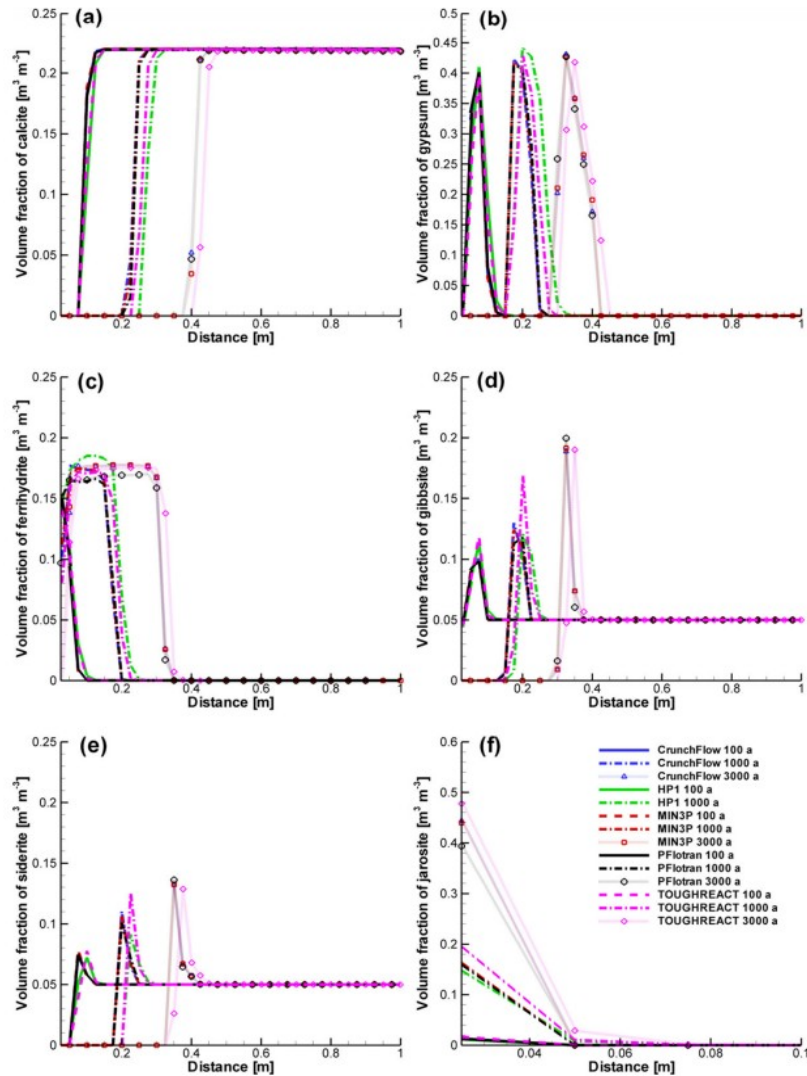 (a)
Volume fraction of calcite [m³ m⁻³]
0.25
0.2
0.15
0.1
0.05
0
0.2 0.4 0.6 0.8 1
Distance [m]
(b)
Volume fraction of gypsum [m³ m⁻³]
0.5
0.45
0.4
0.35
0.3
0.25
0.2
0.15
0.1
0.05
0
0.2 0.4 0.6 0.8 1
Distance [m]
(c)
Volume fraction of ferrihydrite [m³ m⁻³]
0.25
0.2
0.15
0.1
0.05
0
0.2 0.4 0.6 0.8 1
Distance [m]
(d)
Volume fraction of gibbsite [m³ m⁻³]
0.25
0.2
0.15
0.1
0.05
0
0.2 0.4 0.6 0.8 1
Distance [m]
(e)
Volume fraction of siderite [m³ m⁻³]
0.25
0.2
0.15
0.1
0.05
0
0.2 0.4 0.6 0.8 1
Distance [m]
(f)
Volume fraction of jarosite [m³ m⁻³]
0.6
0.5
0.4
0.3
0.2
0.1
0
0.04 0.06 0.08 0.1
Distance [m]
CrunchFlow 100 a
CrunchFlow 1000 a
CrunchFlow 3000 a
HP1 100 a
HP1 1000 a
MIN3P 100 a
MIN3P 1000 a
MIN3P 3000 a
PFlotran 100 a
PFlotran 1000 a
PFlotran 3000 a
TOUGHREACT 100 a
TOUGHREACT 1000 a
TOUGHREACT 3000 a